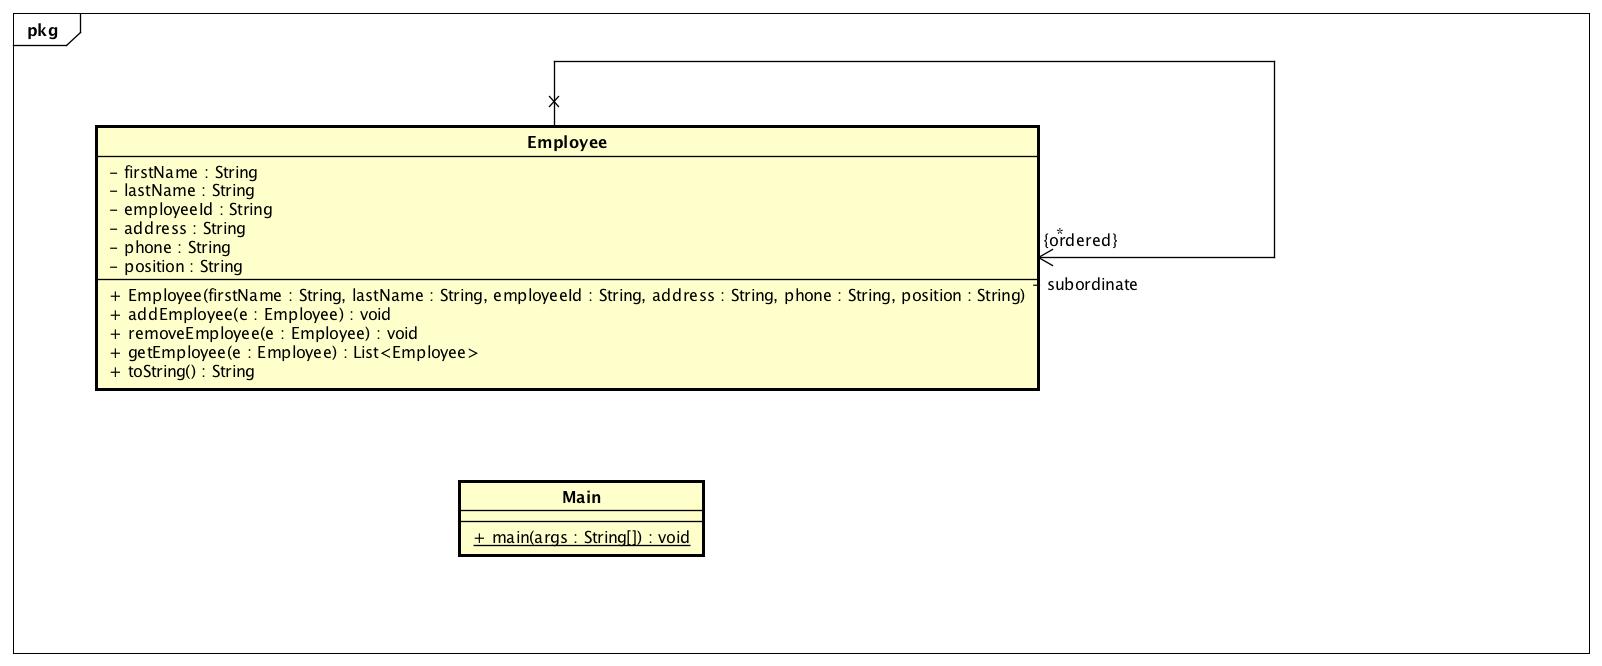 pkg
Employee
- firstName : String
- lastName : String
- employeeId : String
- address : String
- phone : String
- position : String
+ Employee(firstName : String, lastName : String, employeeId : String, address : String, phone : String, position : String)
+ addEmployee(e : Employee) : void
+ removeEmployee(e : Employee) : void
+ getEmployee(e : Employee) : List<Employee>
+ toString() : String
*
{ordered}
- subordinate
Main
+ main(args : String[]) : void